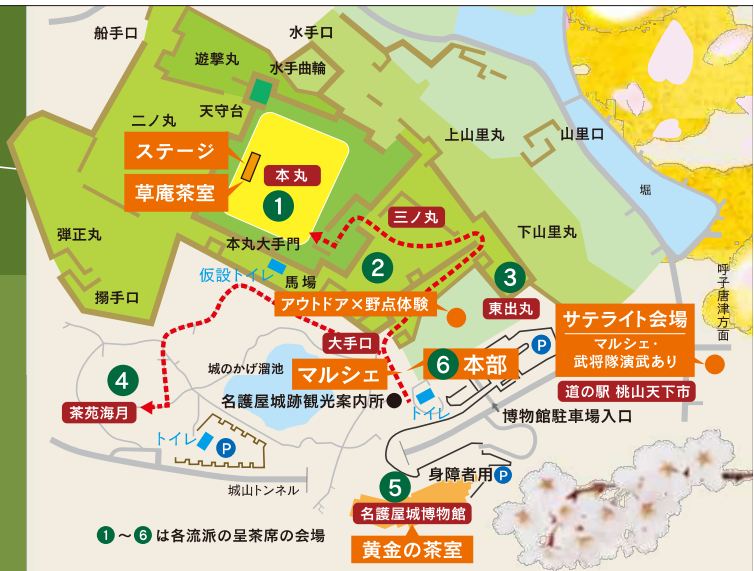 船手口
水手口
遊撃丸
水手曲輪
天守台
二ノ丸
ステージ
草庵茶室
本丸
1
上山里丸
山里口
堀
三ノ丸
弾正丸
本丸大手門
下山里丸
仮設トイレ
馬場
2
3
東出丸
搦手口
アウトドア×野点体験
呼子唐津方面
サテライト会場
マルシェ・
武将隊演武あり
道の駅 桃山天下市
大手口
マルシェ
6 本部
P
4
茶苑海月
城のかげ溜池
名護屋城跡観光案内所
トイレ
博物館駐車場入口
トイレ
P
城山トンネル
身障者用P
5
名護屋城博物館
黄金の茶室
1〜6は各流派の呈茶席の会場